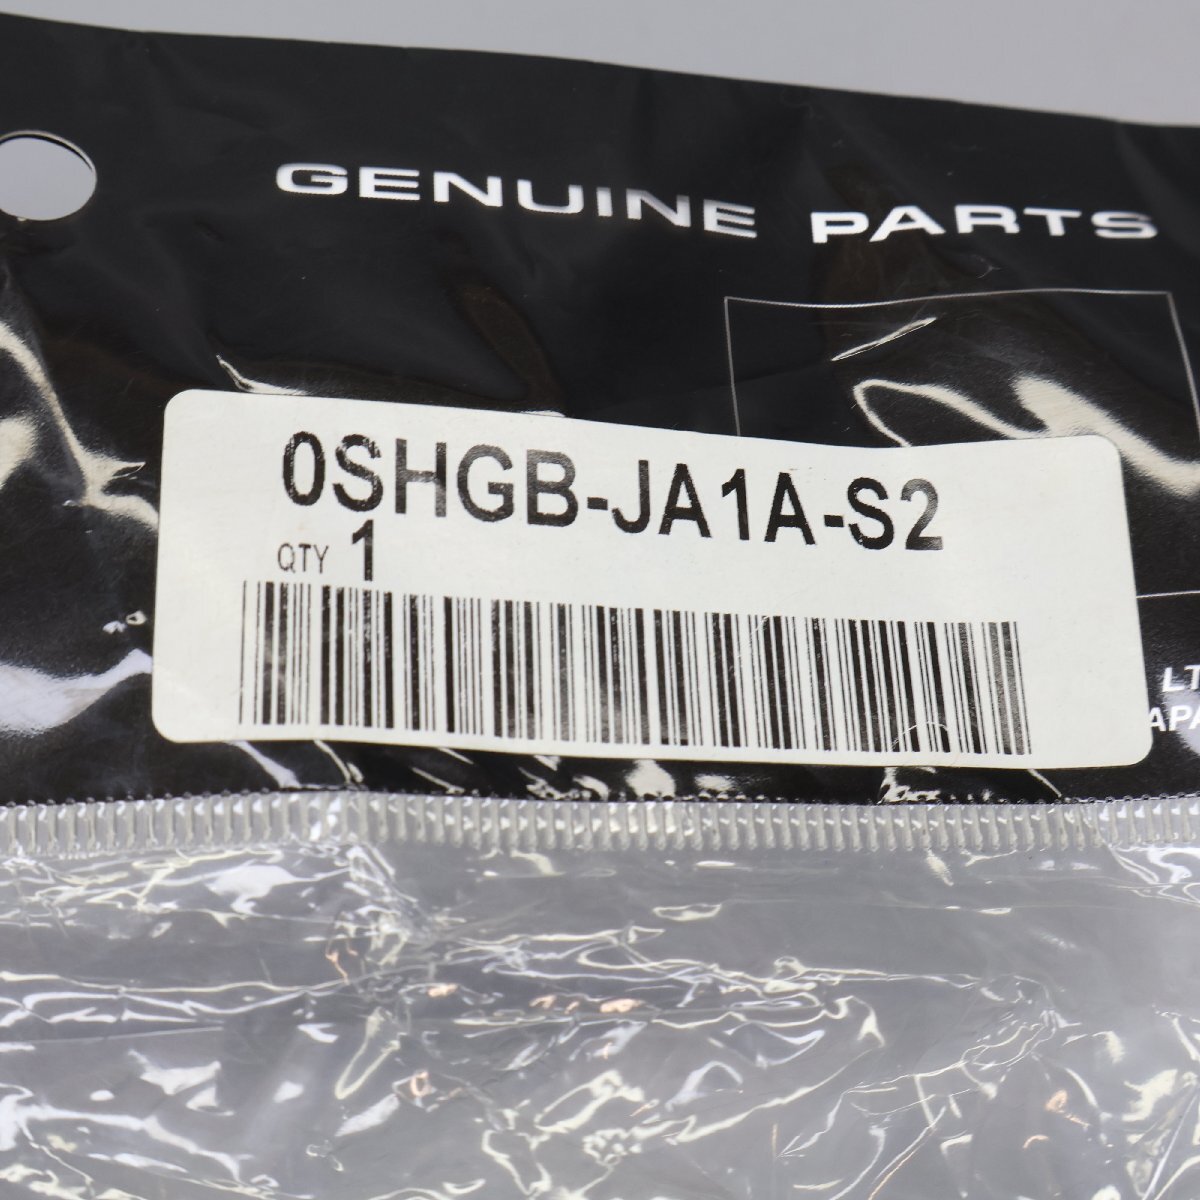 GENUINE PARTS
0SHGB-JA1A-S2
QTY 1